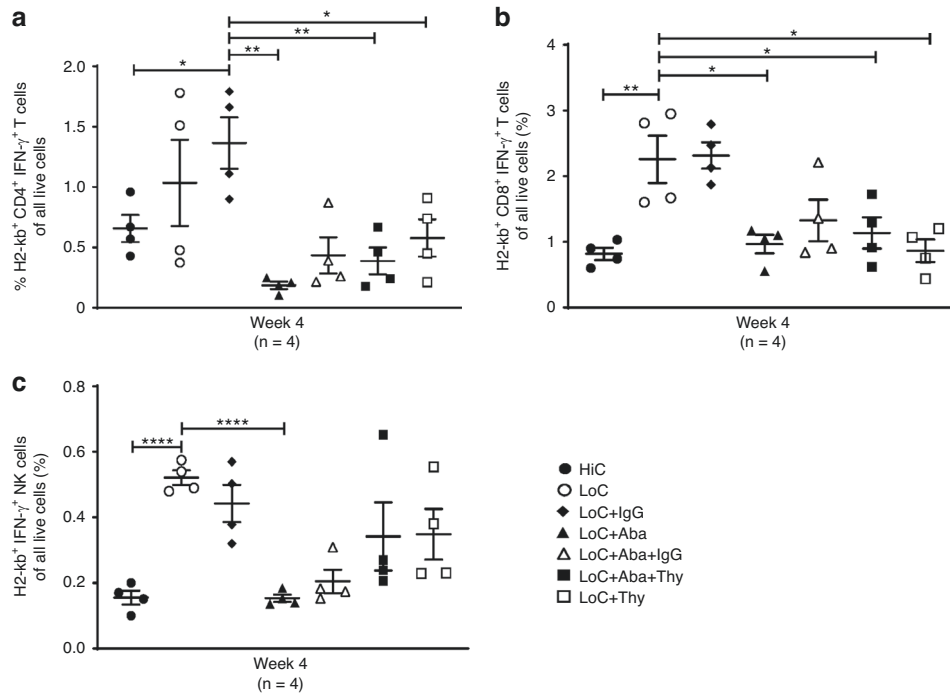 a
*
**
**
*
2.0
1.5
1.0
0.5
0
% H2-kb+ CD4+ IFN-γ+ T cells
of all live cells
Week 4
(n = 4)
b
*
*
*
**
4
3
2
1
0
H2-kb+ CD8+ IFN-γ+ T cells
of all live cells (%)
Week 4
(n = 4)
c
****
****
0.8
0.6
0.4
0.2
0.0
H2-kb+ IFN-γ+ NK cells
of all live cells (%)
Week 4
(n = 4)
HiC
LoC
LoC+IgG
LoC+Aba
LoC+Aba+IgG
LoC+Aba+Thy
LoC+Thy